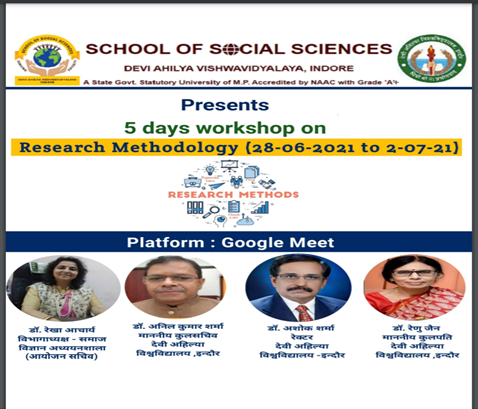 SCHOOL OF SOCIAL SCIENCES
DEVI AHILYA VISHWAVIDYALAYA, INDORE
A State Govt. Statutory University of M.P. Accredited by NAAC with Grade 'A+
Presents
5 days workshop on
Research Methodology (28-06-2021 to 2-07-21)
RESEARCH METHODS
Platform : Google Meet
डॉ. रेखा आचार्य
विभागाध्यक्ष - समाज
विज्ञान अध्ययनशाला
(आयोजन सचिव)
डॉ. अनिल कुमार शर्मा
माननीय कुलसचिव
देवी अहिल्या
विश्वविद्यालय ,इन्दौर
डॉ. अशोक शर्मा
रेक्टर
देवी अहिल्या
विश्वविद्यालय -इन्दौर
डॉ. रेणु जैन
माननीय कुलपति
देवी अहिल्या
विश्वविद्यालय ,इन्दौर